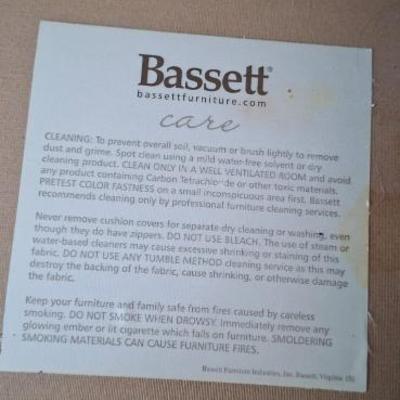 Bassett®
bassettfurniture.com
care
CLEANING: To prevent overall soil, vacuum or brush lightly to remove
dust and grime. Spot clean using a mild water-free solvent or dry
cleaning product. CLEAN ONLY IN A WELL VENTILATED ROOM and avoid
any product containing Carbon Tetrachloride or other toxic materials.
PRETEST COLOR FASTNESS on a small inconspicuous area first. Bassett
recommends cleaning only by professional furniture cleaning services.
Never remove cushion covers for separate dry cleaning or washing, even
though they do have zippers. DO NOT USE BLEACH. The use of steam or
water-based cleaners may cause excessive shrinking or staining of this
fabric. DO NOT USE ANY TUMBLE METHOD cleaning service as this may
destroy the backing of the fabric, cause shrinking, or otherwise damage
the fabric.
Keep your furniture and family safe from fires caused by careless
smoking. DO NOT SMOKE WHEN DROWSY. Immediately remove any
glowing ember or lit cigarette which falls on furniture. SMOLDERING
SMOKING MATERIALS CAN CAUSE FURNITURE FIRES.
Bassett Furniture Industries, Inc. Bassett, Virginia